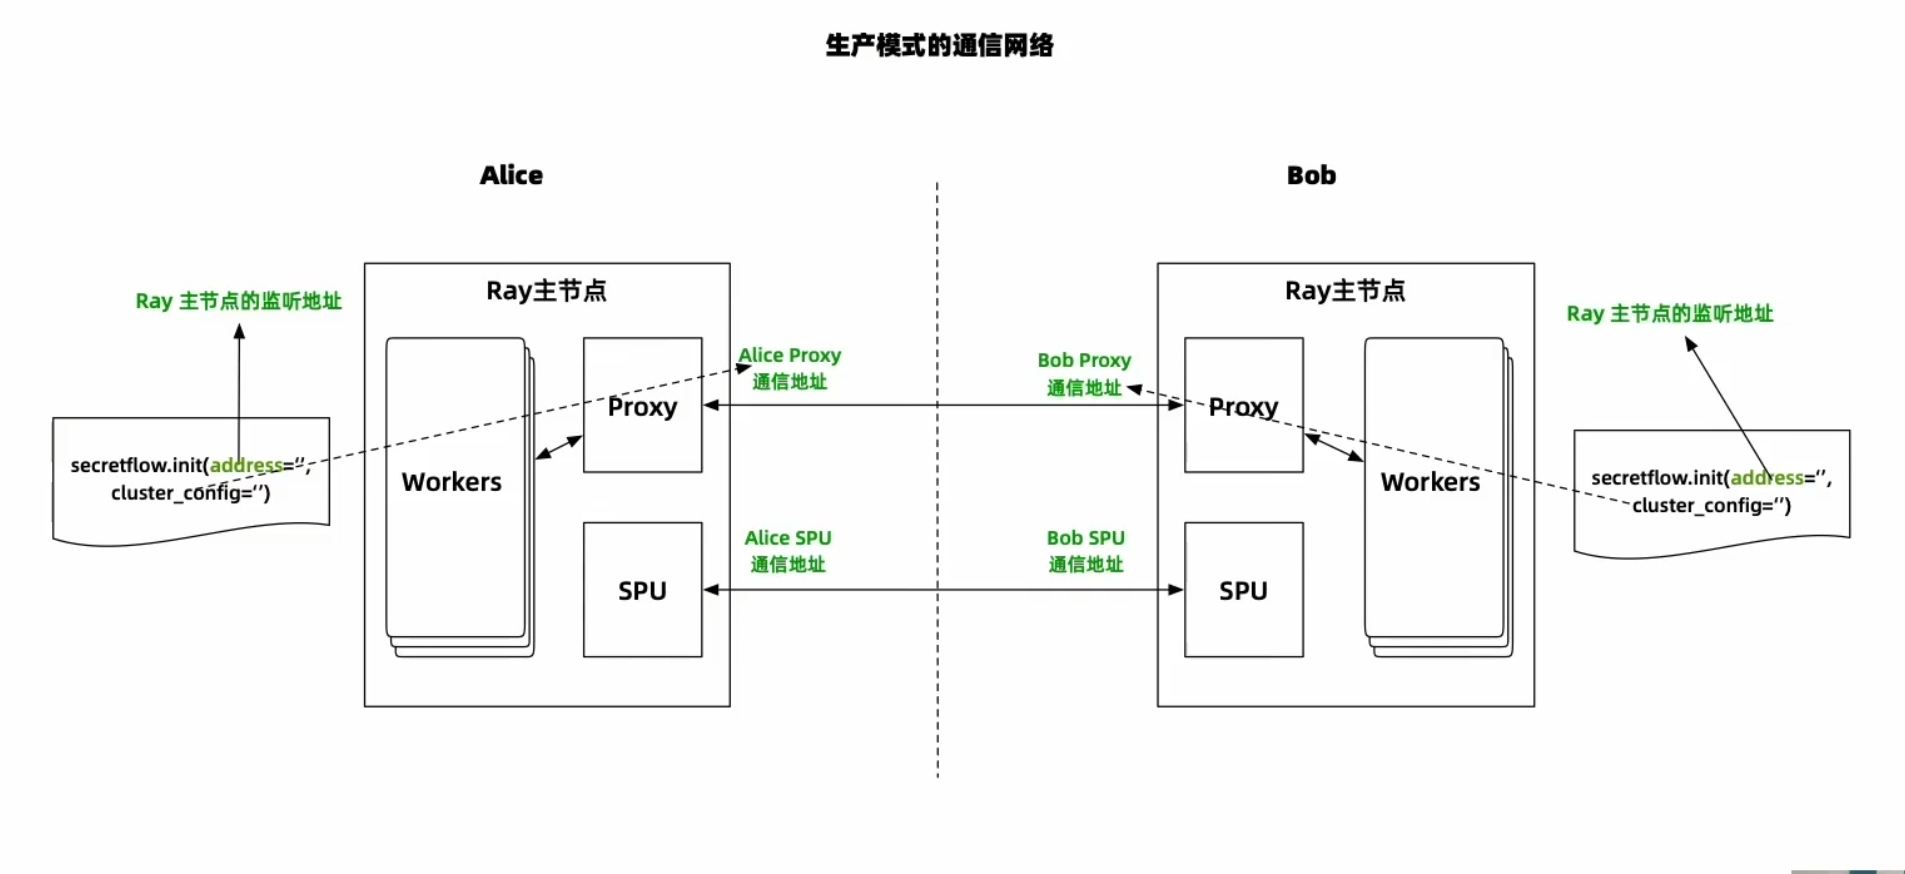 生产模式的通信网络
Alice
Bob
Ray主节点
Ray主节点
Ray 主节点的监听地址
Ray 主节点的监听地址
Alice Proxy
通信地址
Bob Proxy
通信地址
Proxy
Proxy
secretflow.init(address='',
cluster_config='')
Workers
Workers
secretflow.init(address='',
cluster_config='')
Alice SPU
通信地址
Bob SPU
通信地址
SPU
SPU